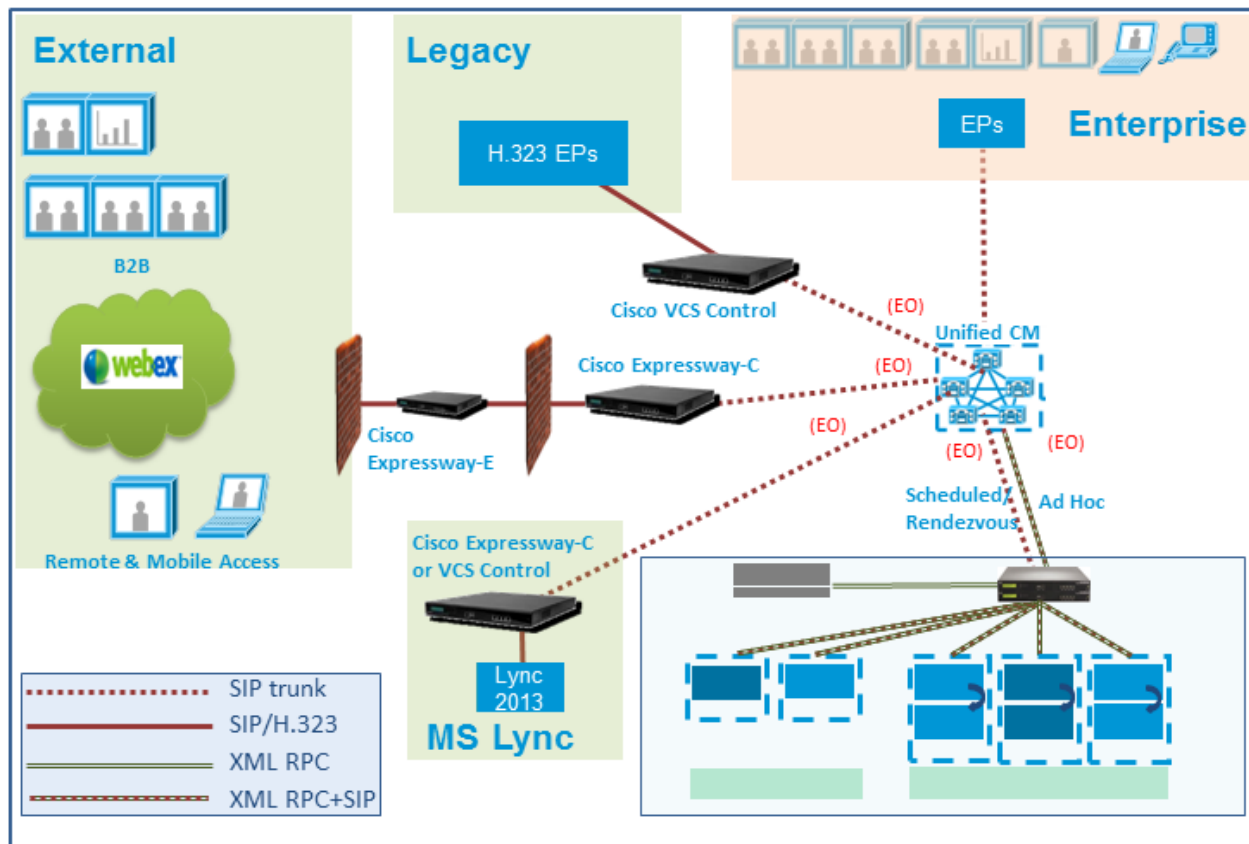 External
Legacy
Enterprise
EPs
H.323 EPs
B2B
Cisco VCS Control
(EO)
Unified CM
webex™
Cisco Expressway-C
(EO)
(EO)
Cisco
Expressway-E
(EO)
(EO)
Scheduled/
Rendezvous
Ad Hoc
Remote & Mobile Access
Cisco Expressway-C
or VCS Control
Lync
2013
MS Lync
SIP trunk
SIP/H.323
XML RPC
XML RPC+SIP